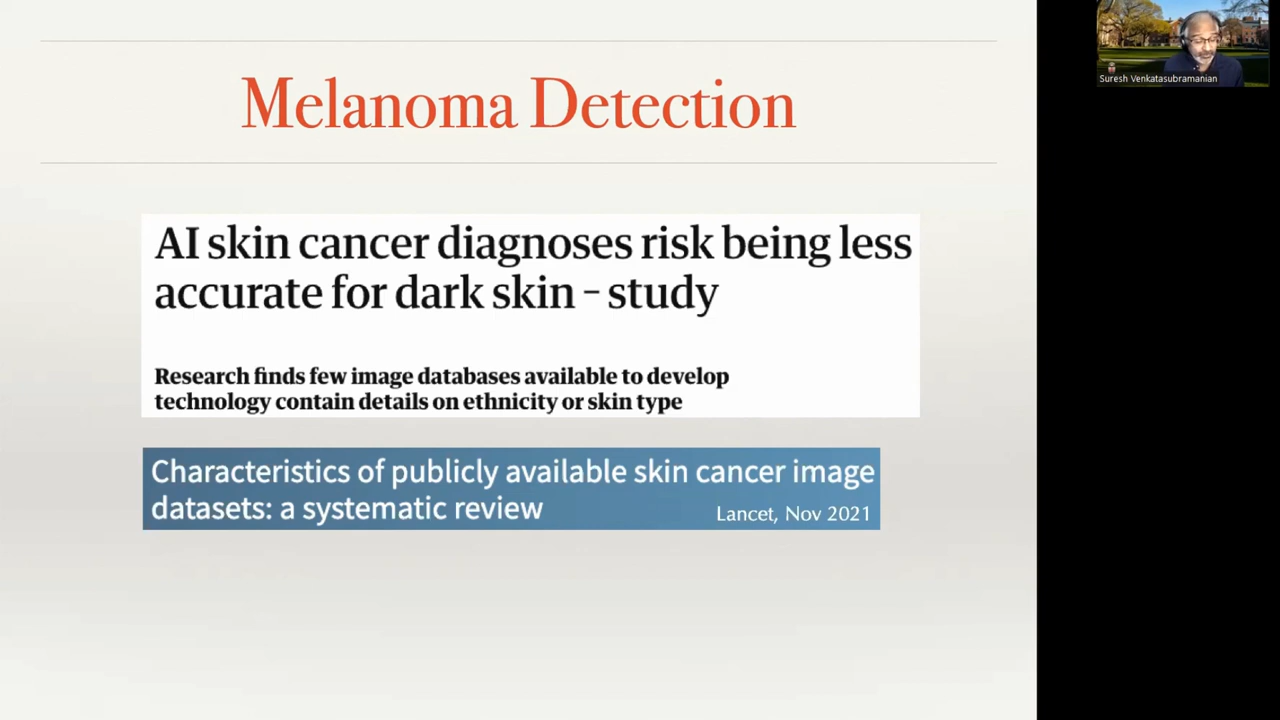 Melanoma Detection
AI skin cancer diagnoses risk being less
accurate for dark skin – study
Research finds few image databases available to develop
technology contain details on ethnicity or skin type
Characteristics of publicly available skin cancer image
datasets: a systematic review
Lancet, Nov 2021
Suresh Venkatasubramanian